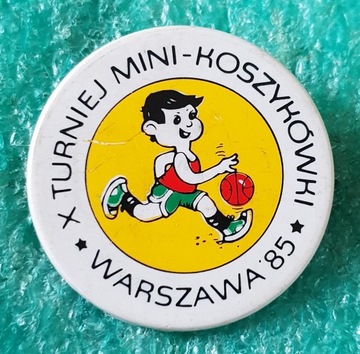 X TURNIEJ MINI-KOSZYKÓWKI
★ WARSZAWA '85 ★